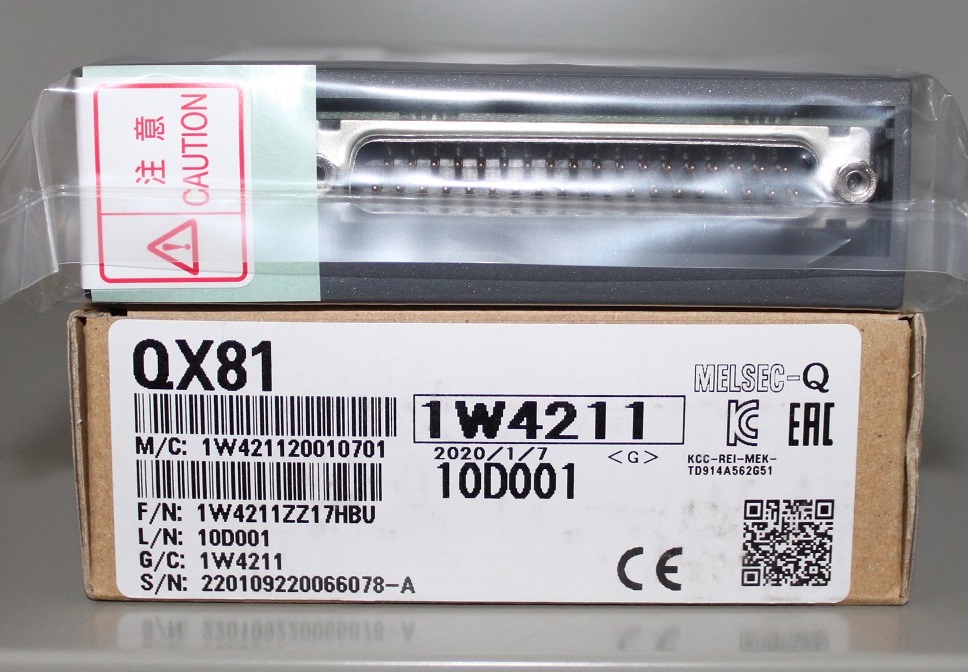 注意
CAUTION
QX81
MELSEC-Q
1W4211
M/C: 1W421120010701
2020/1/7
<G>
KCC-REI-MEK-
TD914A562G51
EAC
10D001
F/N: 1W4211ZZ17HBU
L/N: 10D001
G/C: 1W4211
S/N: 220109220066078-A
CE